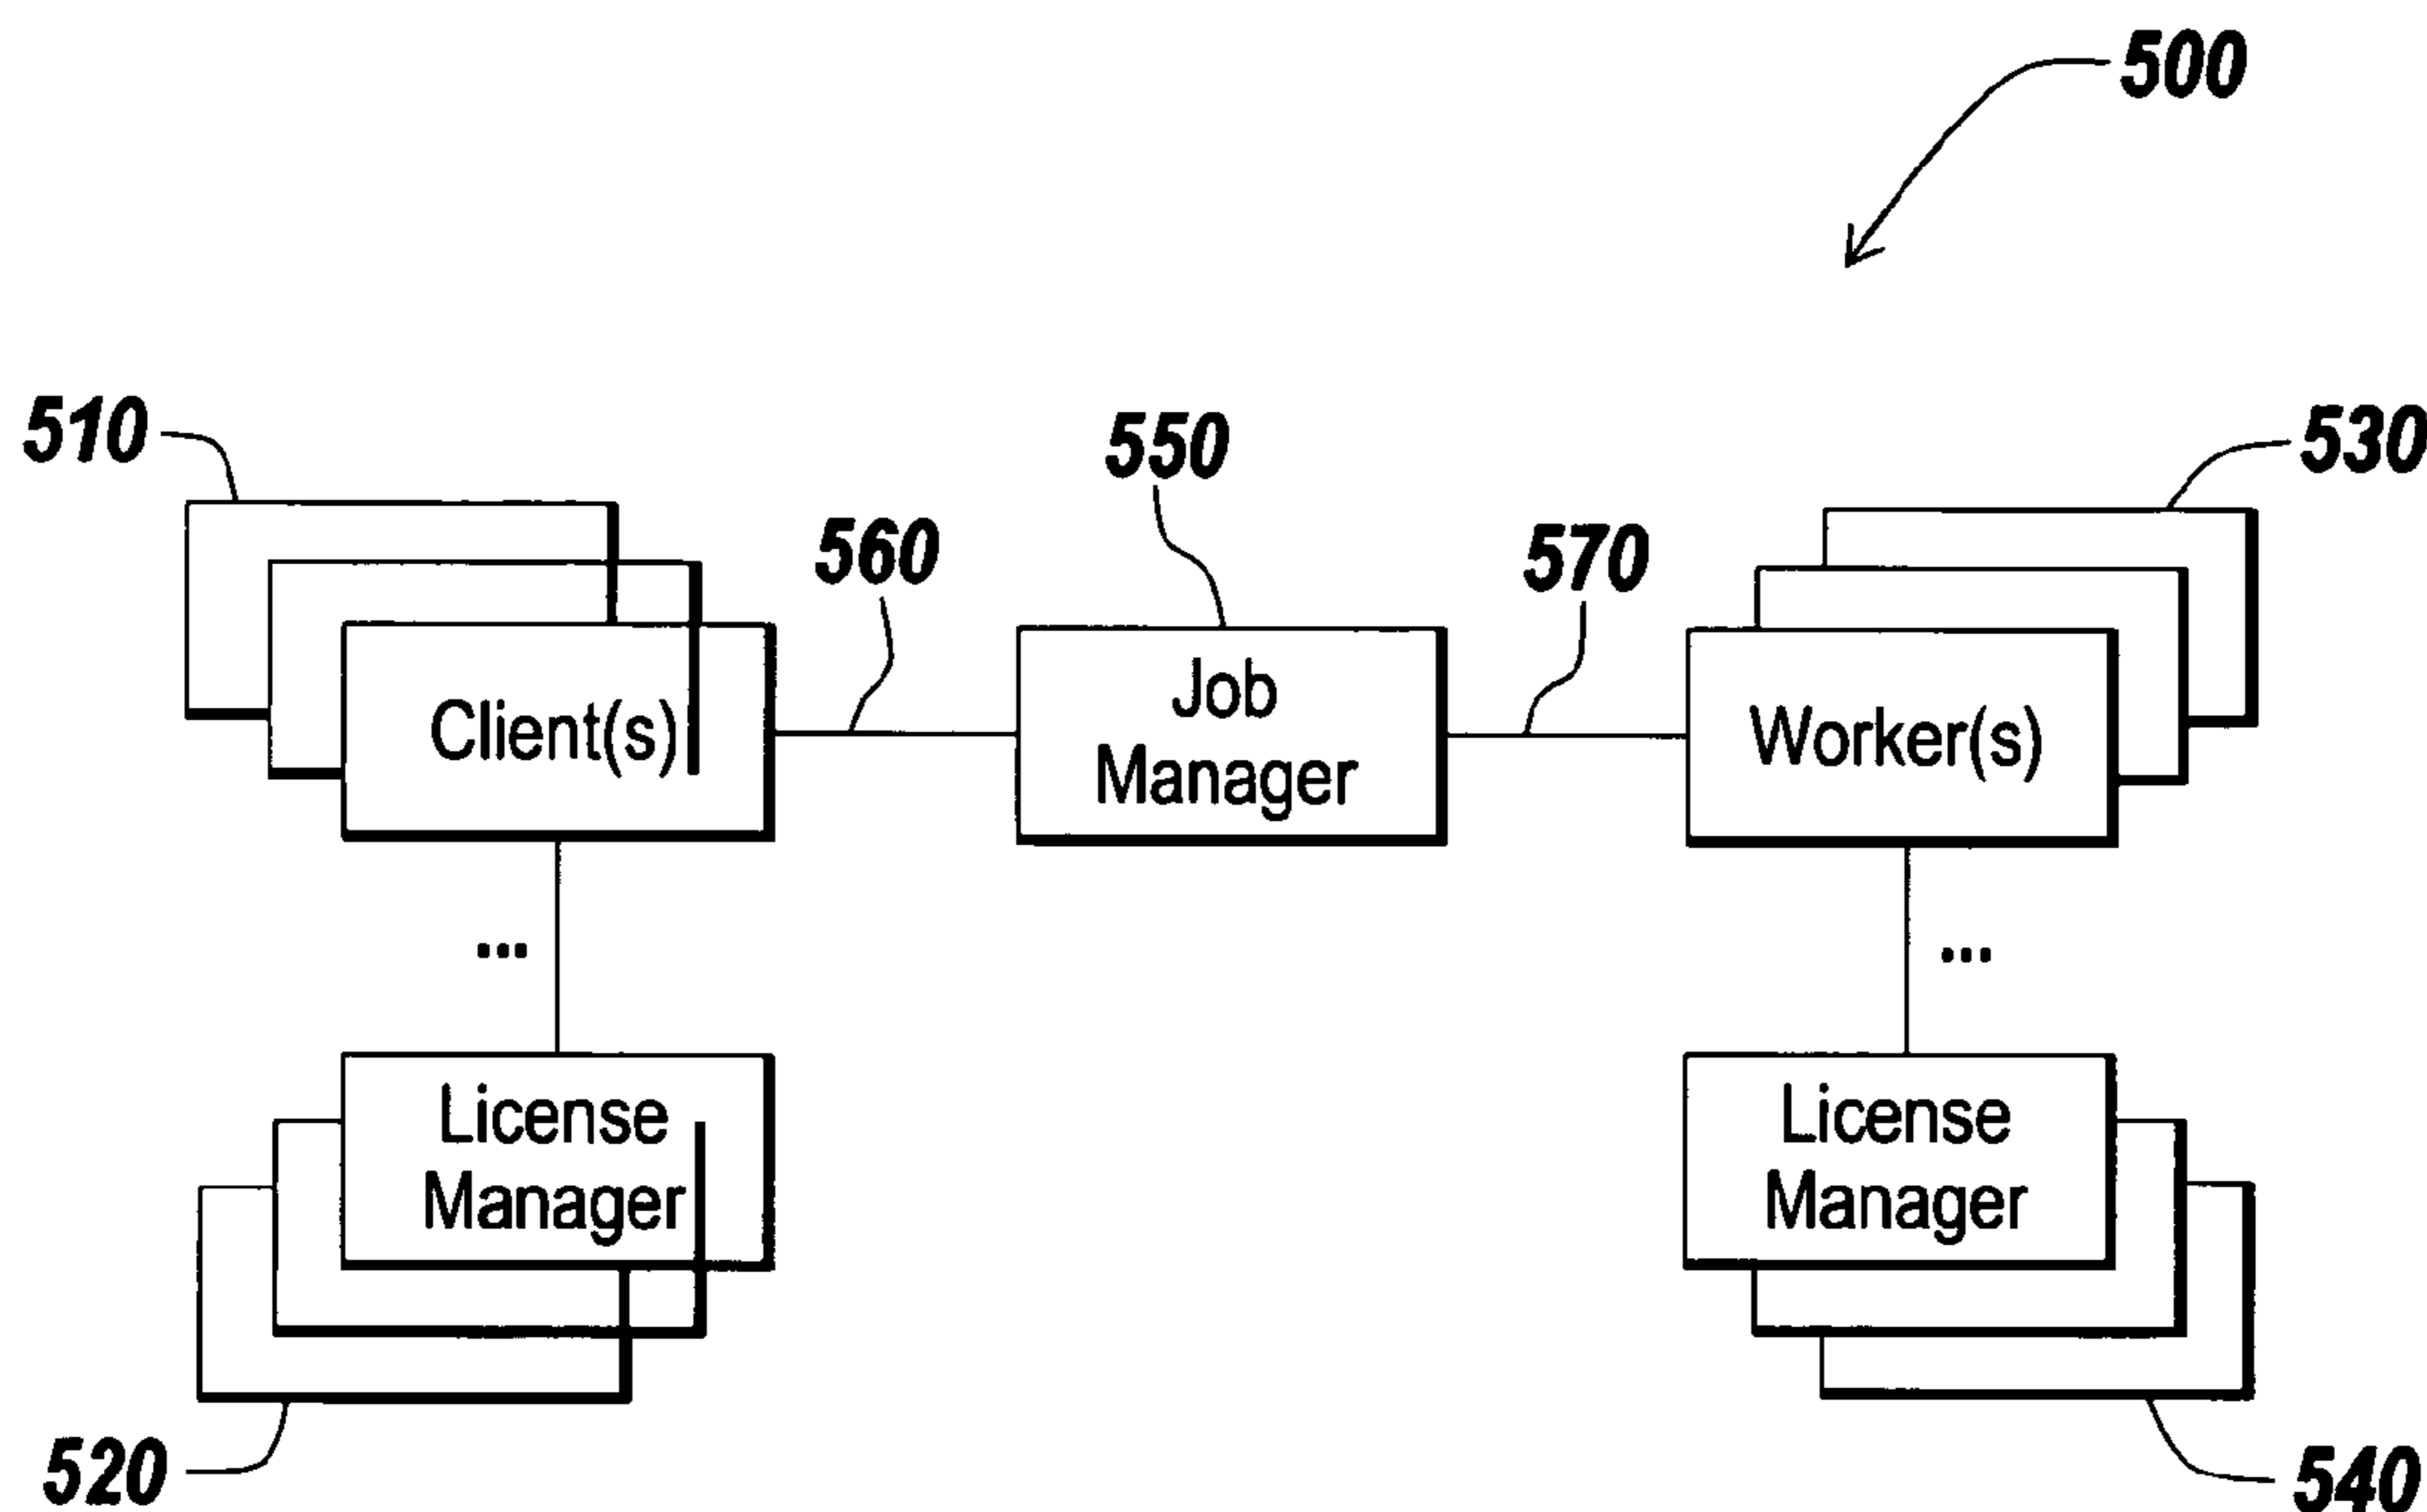 500
510
550
530
560
570
Client(s)
Job
Manager
Worker(s)
...
...
License
Manager
License
Manager
520
540